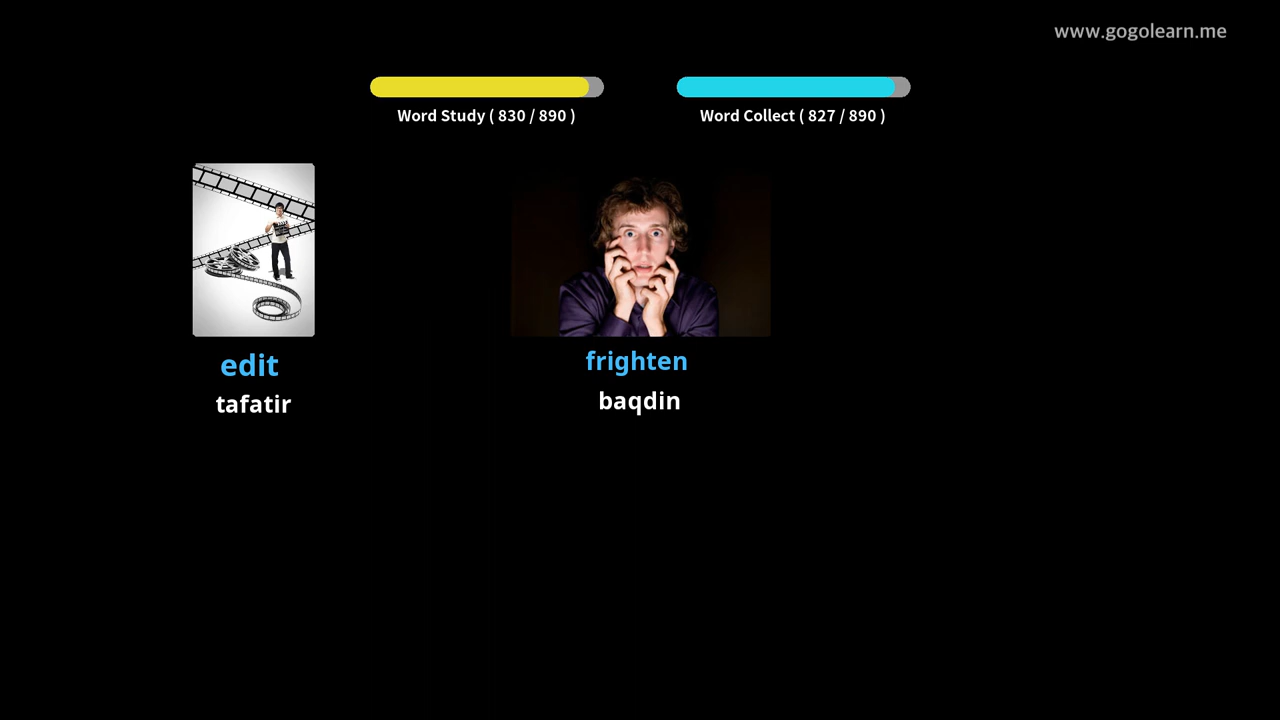 www.gogolearn.me
Word Study ( 830 / 890 )
Word Collect ( 827 / 890 )
edit
tafatir
frighten
baqdin